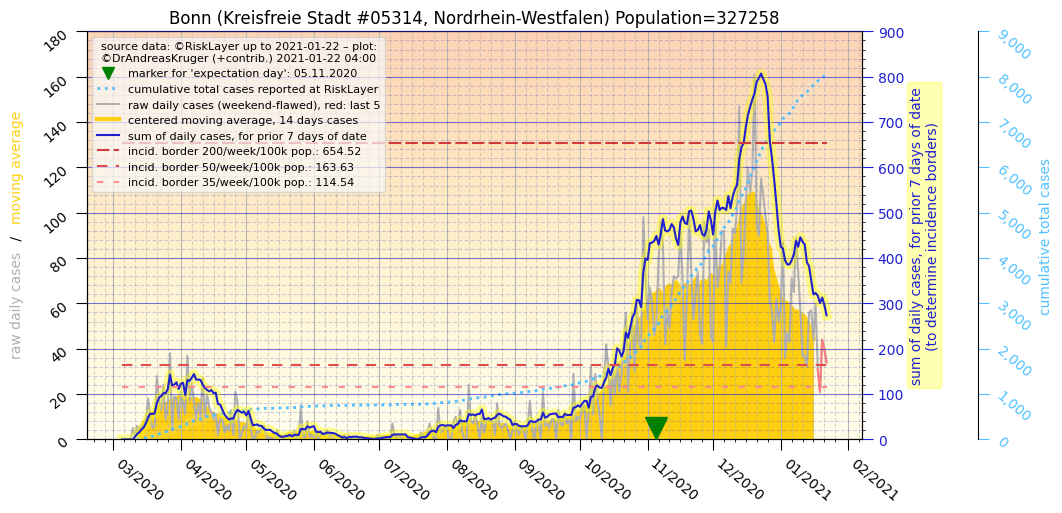 Bonn (Kreisfreie Stadt #05314, Nordrhein-Westfalen) Population=327258
source data: ©RiskLayer up to 2021-01-22 – plot:
©DrAndreasKruger (+contrib.) 2021-01-22 04:00
marker for 'expectation day': 05.11.2020
cumulative total cases reported at RiskLayer
raw daily cases (weekend-flawed), red: last 5
centered moving average, 14 days cases
sum of daily cases, for prior 7 days of date
incid. border 200/week/100k pop.: 654.52
incid. border 50/week/100k pop.: 163.63
incid. border 35/week/100k pop.: 114.54
raw daily cases / moving average
180
160
140
120
100
80
60
40
20
0
900
800
700
600
500
400
300
200
100
0
sum of daily cases, for prior 7 days of date
(to determine incidence borders)
9,000
8,000
7,000
6,000
5,000
4,000
3,000
2,000
1,000
0
cumulative total cases
03/2020
04/2020
05/2020
06/2020
07/2020
08/2020
09/2020
10/2020
11/2020
12/2020
01/2021
02/2021